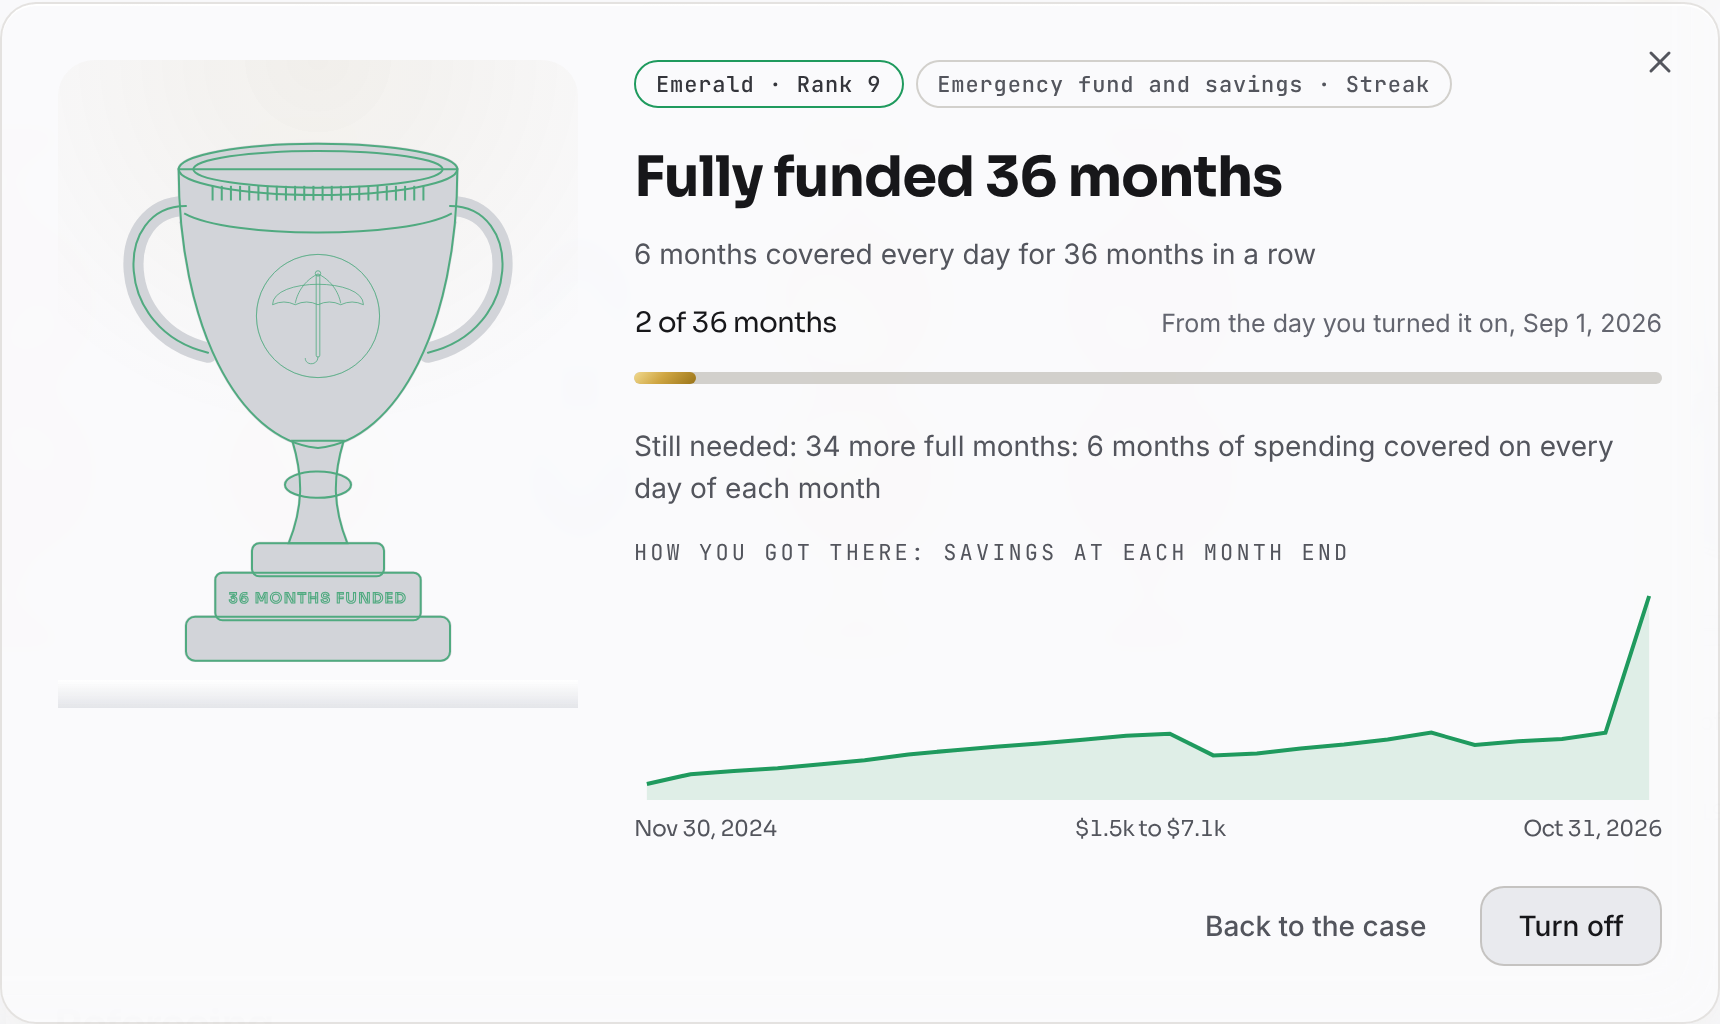 Emerald · Rank 9
Emergency fund and savings · Streak
Fully funded 36 months
6 months covered every day for 36 months in a row
2 of 36 months
From the day you turned it on, Sep 1, 2026
Still needed: 34 more full months: 6 months of spending covered on every
day of each month
HOW YOU GOT THERE: SAVINGS AT EACH MONTH END
36 MONTHS FUNDED
Nov 30, 2024
$1.5k to $7.1k
Oct 31, 2026
Back to the case
Turn off